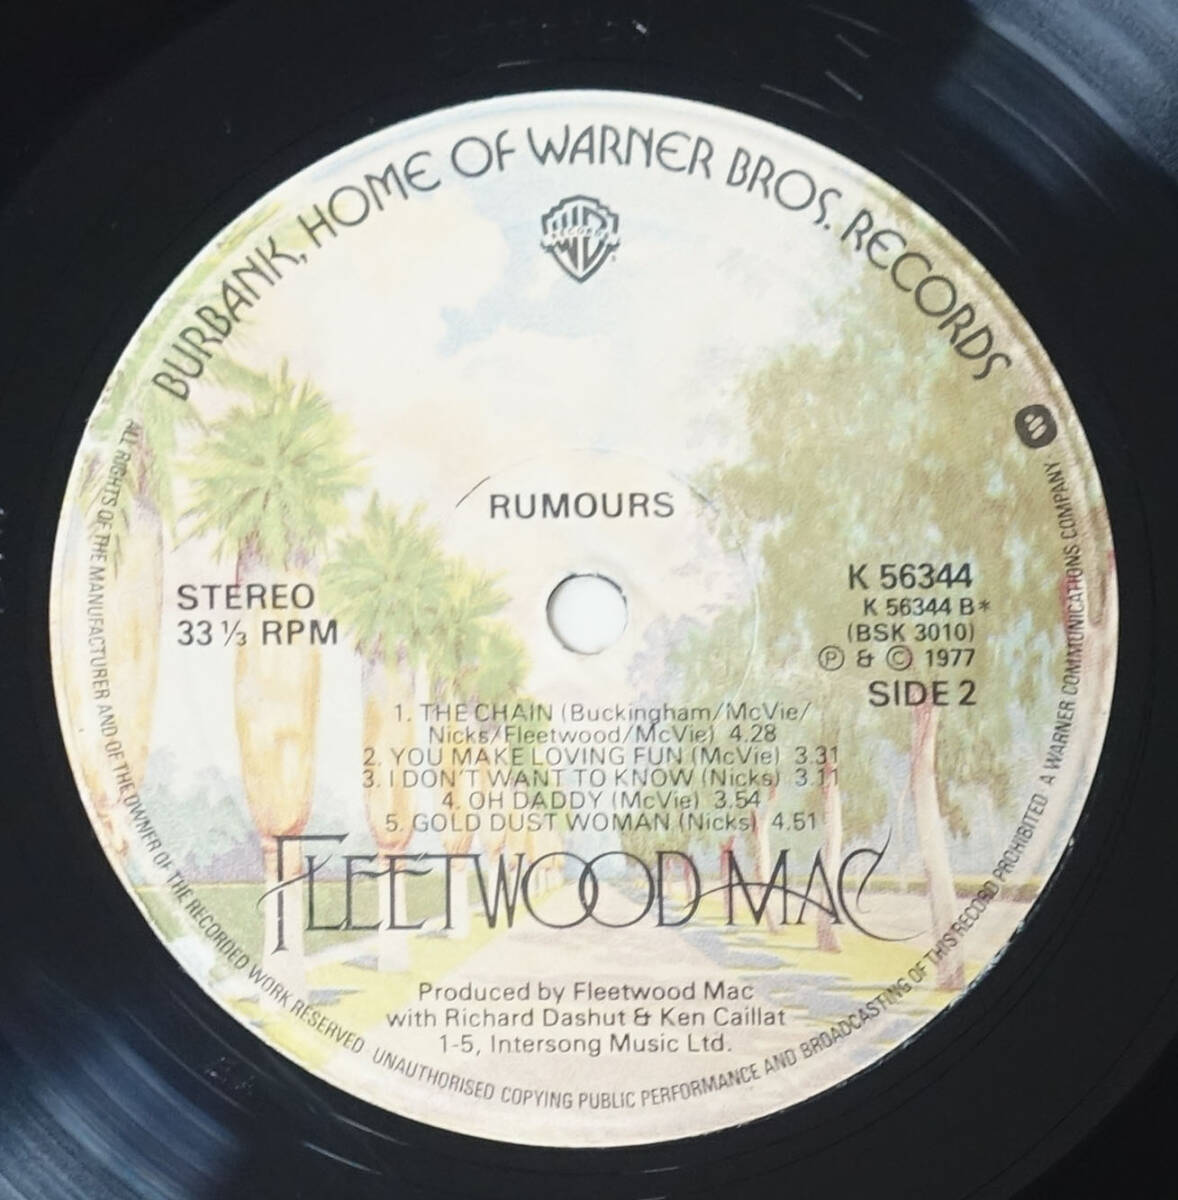 BURBANK, HOME OF WARNER BROS. RECORDS
RECORDS
RUMOURS
STEREO
33 ⅓ RPM
K 56344
K 56344 B*
(BSK 3010)
Ⓟ & © 1977
SIDE 2
1. THE CHAIN (Buckingham/McVie/
Nicks/Fleetwood/McVie) 4.28
2. YOU MAKE LOVING FUN (McVie) 3.31
3. I DON'T WANT TO KNOW (Nicks) 3.11
4. OH DADDY (McVie) 3.54
5. GOLD DUST WOMAN (Nicks) 4.51
FLEETWOOD MAC
Produced by Fleetwood Mac
with Richard Dashut & Ken Caillat
1-5, Intersong Music Ltd.
ALL RIGHTS OF THE MANUFACTURER AND OF THE OWNER OF THE RECORDED WORK RESERVED UNAUTHORISED COPYING PUBLIC PERFORMANCE AND BROADCASTING OF THIS RECORD PROHIBITED A WARNER COMMUNICATIONS COMPANY